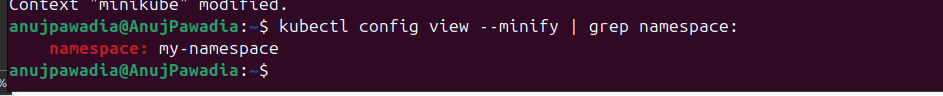 Context "minikube" modified.
anujpawadia@AnujPawadia:~$ kubectl config view --minify | grep namespace:
    namespace: my-namespace
anujpawadia@AnujPawadia:~$
%